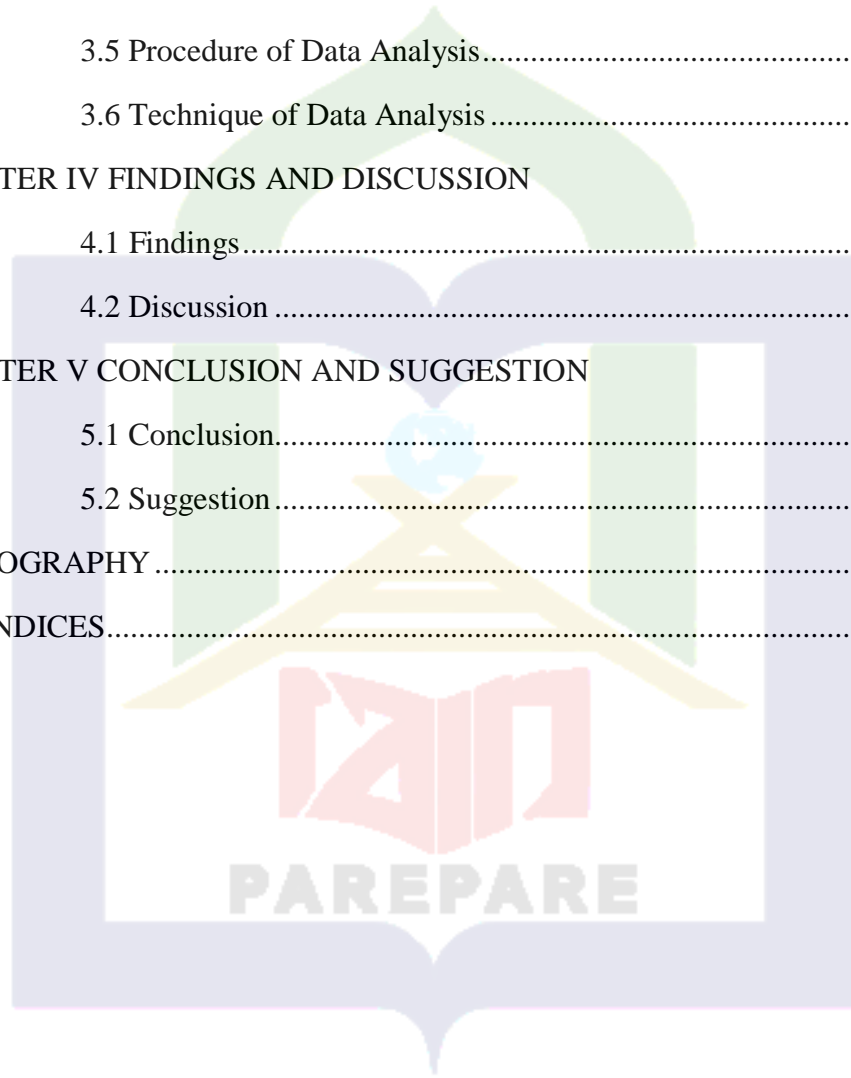 3.5 Procedure of Data Analysis..............................................
3.6 Technique of Data Analysis.............................................
TER IV FINDINGS AND DISCUSSION
4.1 Findings...........................................................................
4.2 Discussion.......................................................................
TER V CONCLUSION AND SUGGESTION
5.1 Conclusion......................................................................
5.2 Suggestion.......................................................................
OGRAPHY.....................................................................................
NDICES...........................................................................................
PAREPARE